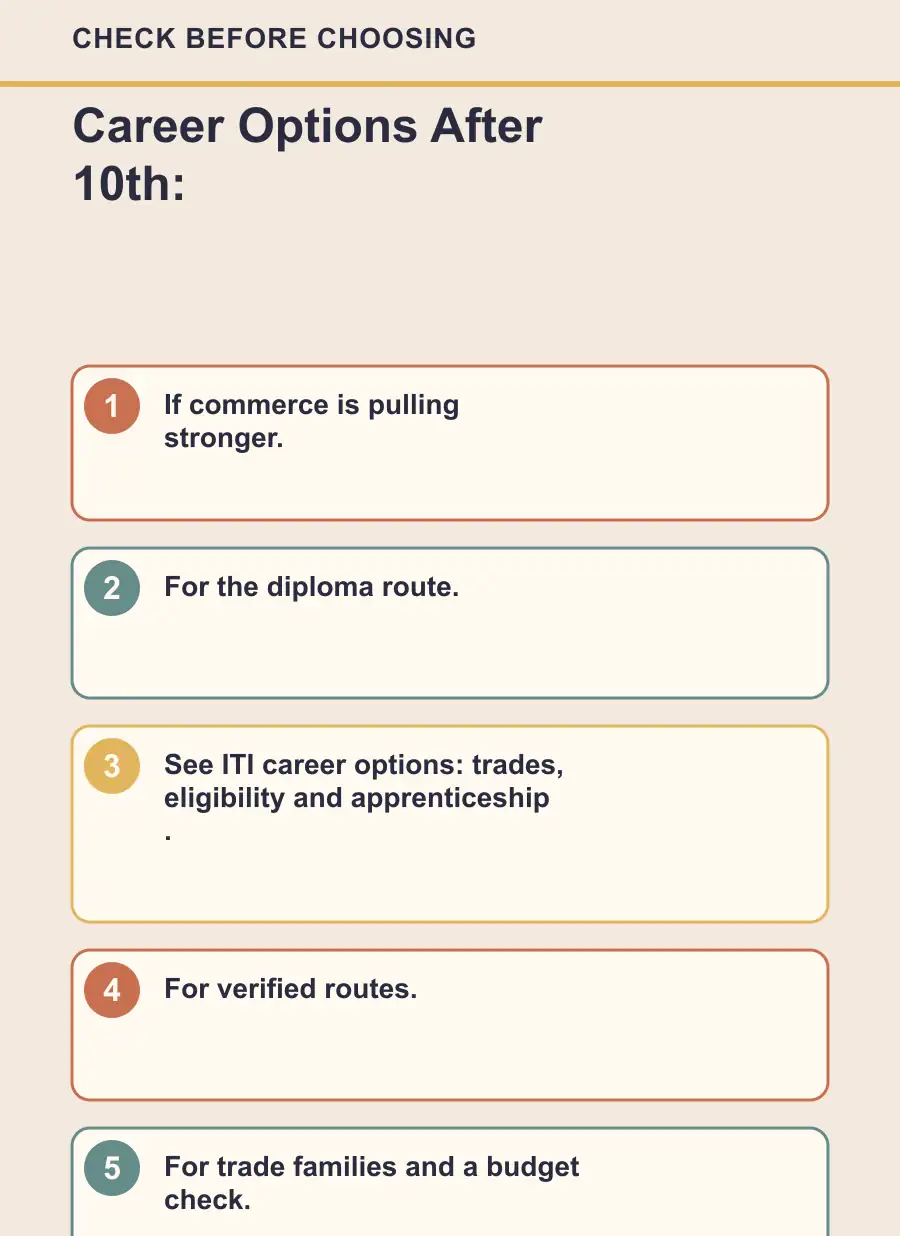 CHECK BEFORE CHOOSING
Career Options After
10th:
1
If commerce is pulling
stronger.
2
For the diploma route.
3
See ITI career options: trades,
eligibility and apprenticeship
.
4
For verified routes.
5
For trade families and a budget
check.